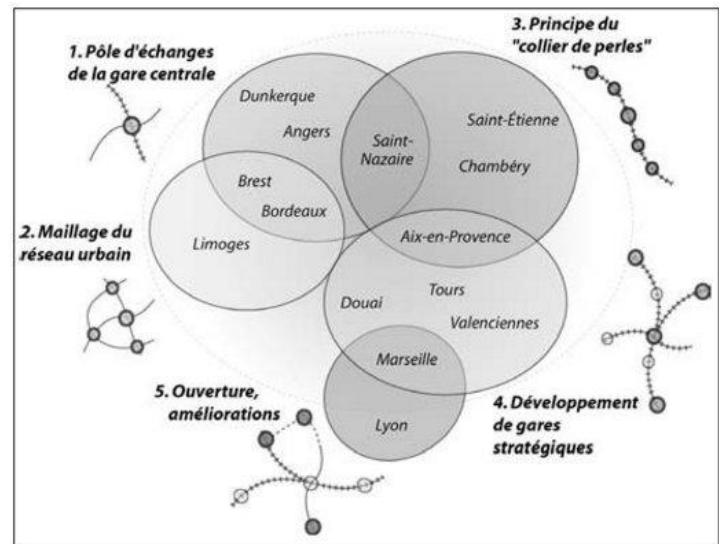 1. Pôle d'échanges
de la gare centrale
3. Principe du
"collier de perles"
Dunkerque
Angers
Saint-
Nazaire
Saint-Étienne
Chambéry
Brest
Bordeaux
Limoges
2. Maillage du
réseau urbain
Aix-en-Provence
Douai
Tours
Valenciennes
Marseille
Lyon
5. Ouverture,
améliorations
4. Développement
de gares
stratégiques